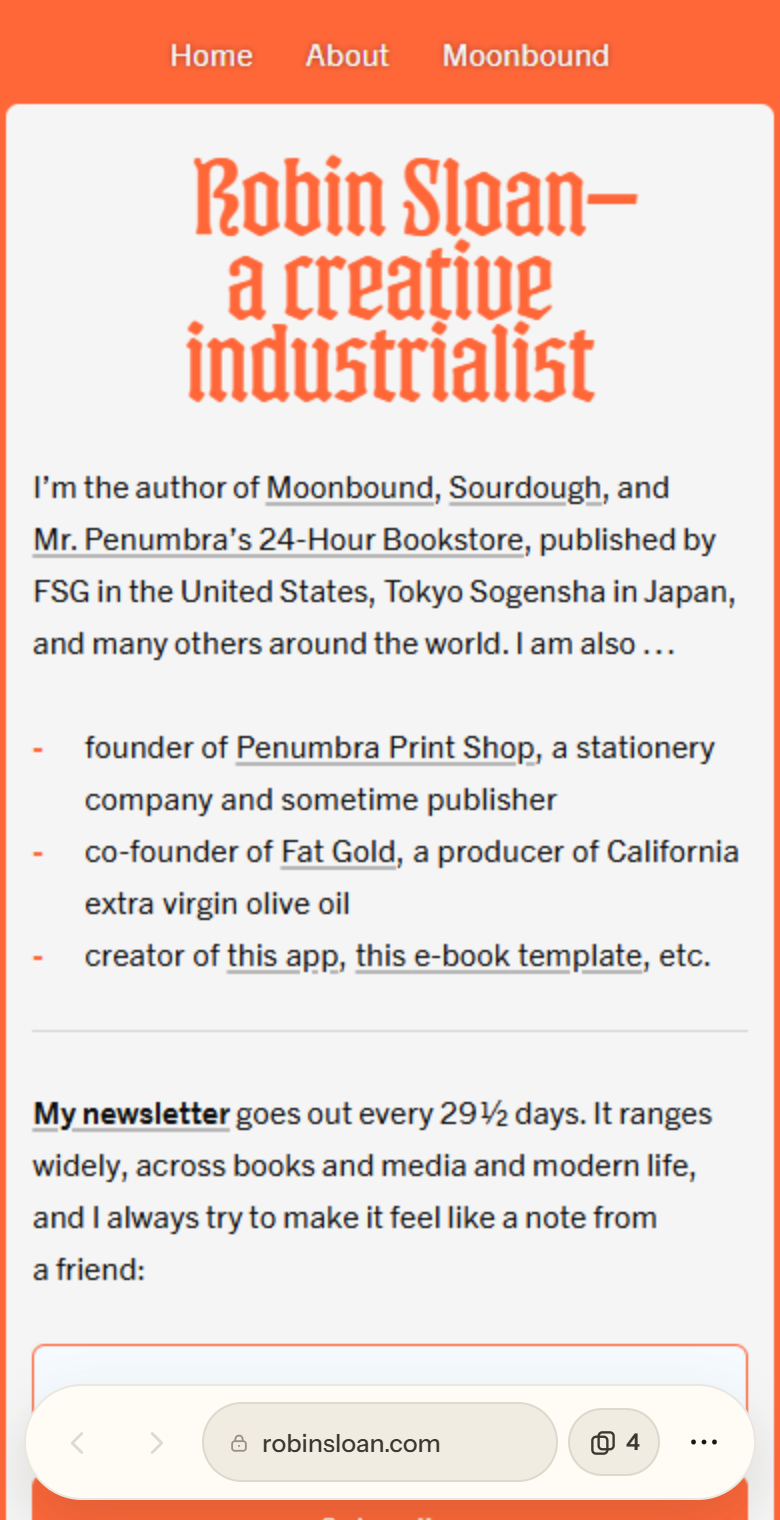 Home About Moonbound
Robin Sloan—
a creative
industrialist
I’m the author of Moonbound, Sourdough, and
Mr. Penumbra’s 24-Hour Bookstore, published by
FSG in the United States, Tokyo Sogensha in Japan,
and many others around the world. I am also …
- founder of Penumbra Print Shop, a stationery
company and sometime publisher
- co-founder of Fat Gold, a producer of California
extra virgin olive oil
- creator of this app, this e-book template, etc.
My newsletter goes out every 29½ days. It ranges
widely, across books and media and modern life,
and I always try to make it feel like a note from
a friend:
robinsloan.com
4